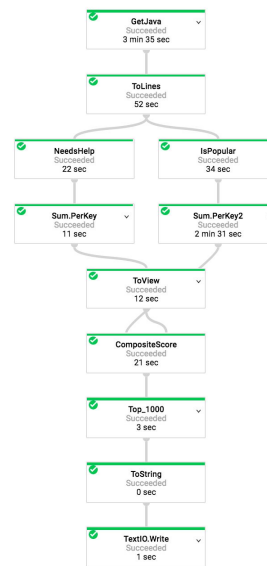 GetJava
Succeeded
3 min 35 sec
ToLines
Succeeded
52 sec
NeedsHelp
Succeeded
22 sec
IsPopular
Succeeded
34 sec
Sum.PerKey
Succeeded
11 sec
Sum.PerKey2
Succeeded
2 min 31 sec
ToView
Succeeded
12 sec
CompositeScore
Succeeded
21 sec
Top_1000
Succeeded
3 sec
ToString
Succeeded
0 sec
TextIO.Write
Succeeded
1 sec